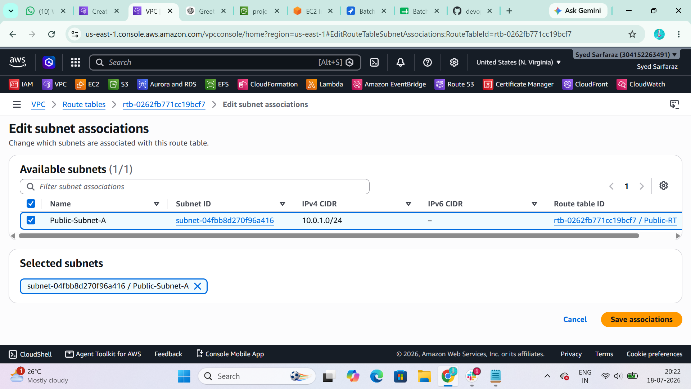 (10)
Crea
VPC
Gree
proje
EC2 I
Batch
Batch
devo
Ask Gemini
us-east-1.console.aws.amazon.com/vpcconsole/home?region=us-east-1#EditRouteTableSubnetAssociations:RouteTableId=rtb-0262fb771cc19bcf7
aws
Search
[Alt+S]
United States (N. Virginia)
Syed Sarfaraz (304152263491)
Syed Sarfaraz
IAM
VPC
EC2
S3
Aurora and RDS
EFS
CloudFormation
Lambda
Amazon EventBridge
Route 53
Certificate Manager
CloudFront
CloudWatch
VPC > Route tables > rtb-0262fb771cc19bcf7 > Edit subnet associations
Edit subnet associations
Change which subnets are associated with this route table.
Available subnets (1/1)
Filter subnet associations
1
Name
Subnet ID
IPv4 CIDR
IPv6 CIDR
Route table ID
Public-Subnet-A
subnet-04fbb8d270f96a416
10.0.1.0/24
–
rtb-0262fb771cc19bcf7 / Public-RT
Selected subnets
subnet-04fbb8d270f96a416 / Public-Subnet-A
Cancel
Save associations
CloudShell
Agent Toolkit for AWS
Feedback
Console Mobile App
© 2026, Amazon Web Services, Inc. or its affiliates.
Privacy
Terms
Cookie preferences
1
26°C
Mostly cloudy
Search
ENG
IN
20:22
18-07-2026